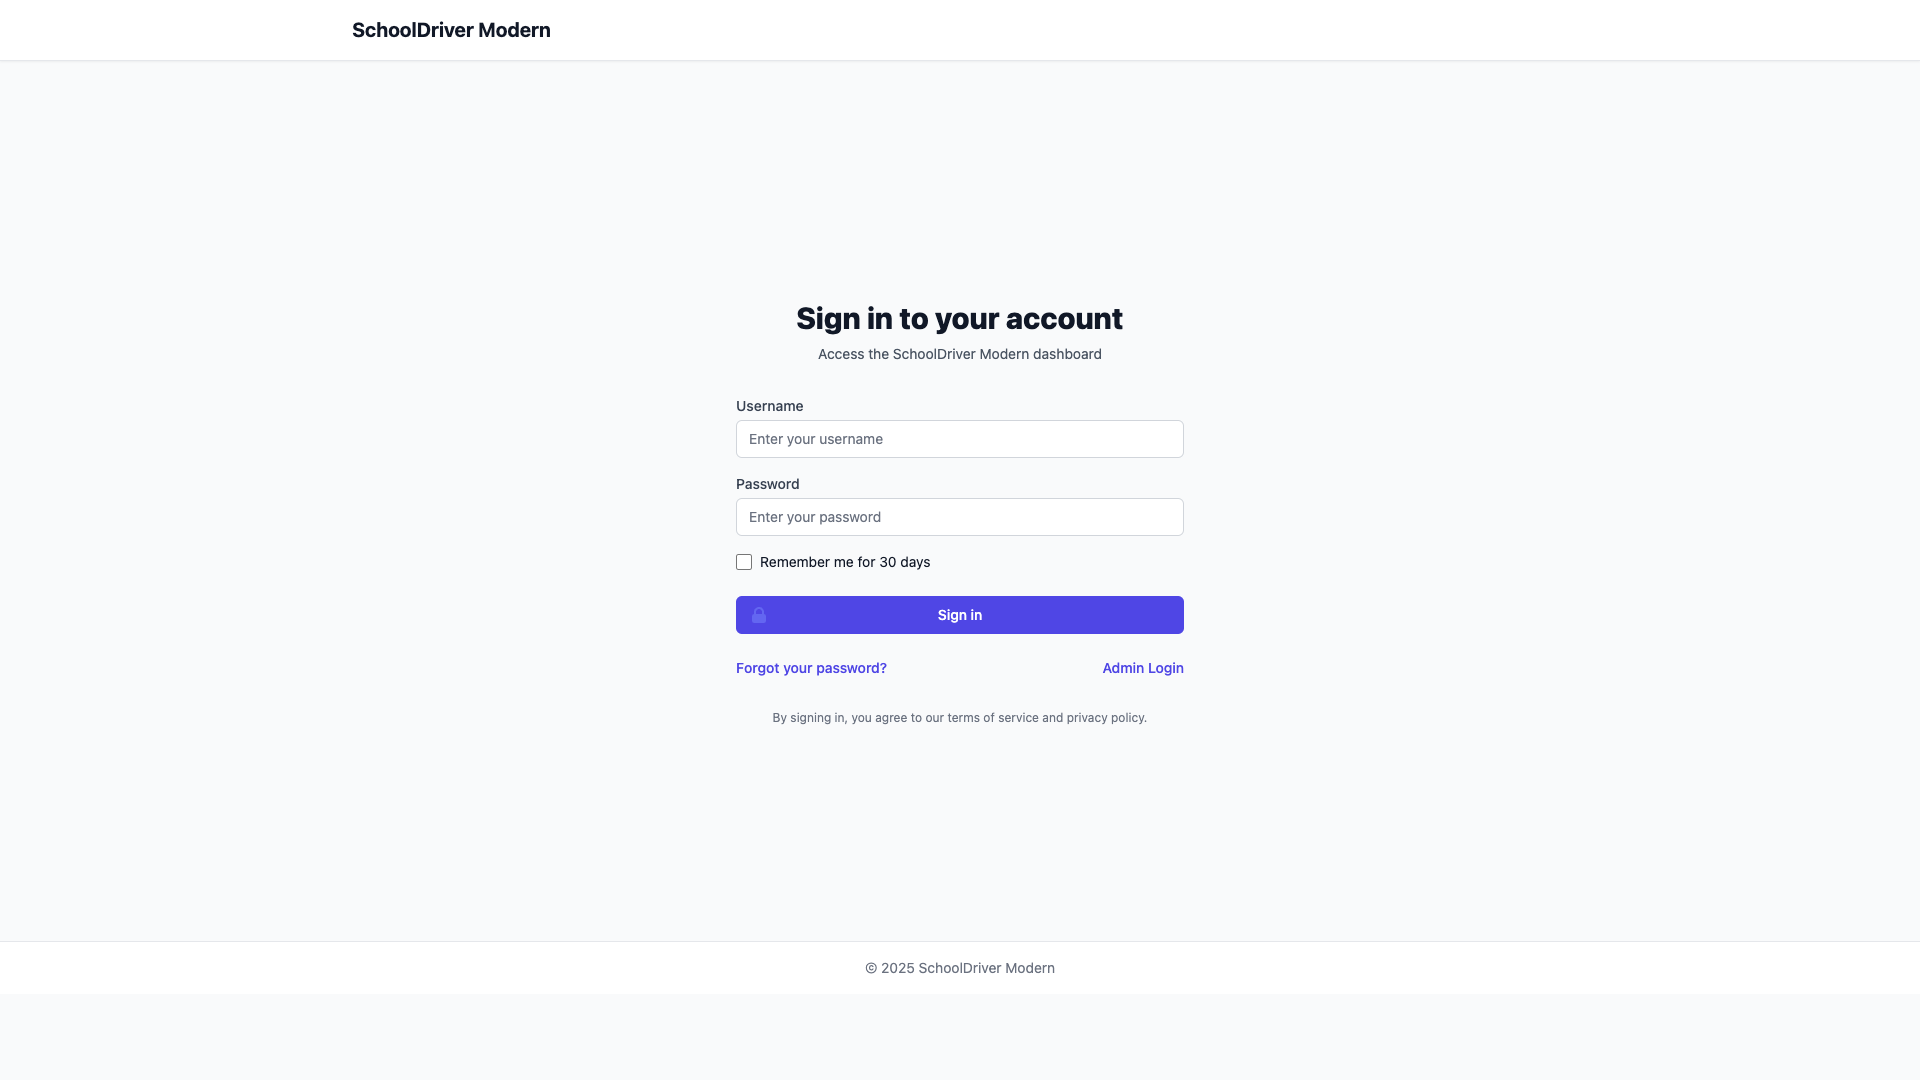 SchoolDriver Modern
Sign in to your account
Access the SchoolDriver Modern dashboard
Username
Enter your username
Password
Enter your password
Remember me for 30 days
Sign in
Forgot your password? Admin Login
By signing in, you agree to our terms of service and privacy policy.
© 2025 SchoolDriver Modern